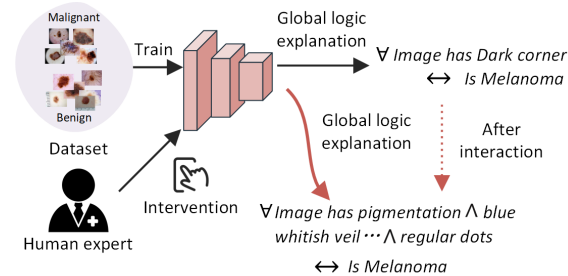 Malignant
Benign
Dataset
Train
Global logic
explanation
∀ Image has Dark corner
↔ Is Melanoma
Global logic
explanation
After
interaction
Intervention
Human expert
∀ Image has pigmentation ∧ blue
whitish veil ··· ∧ regular dots
↔ Is Melanoma